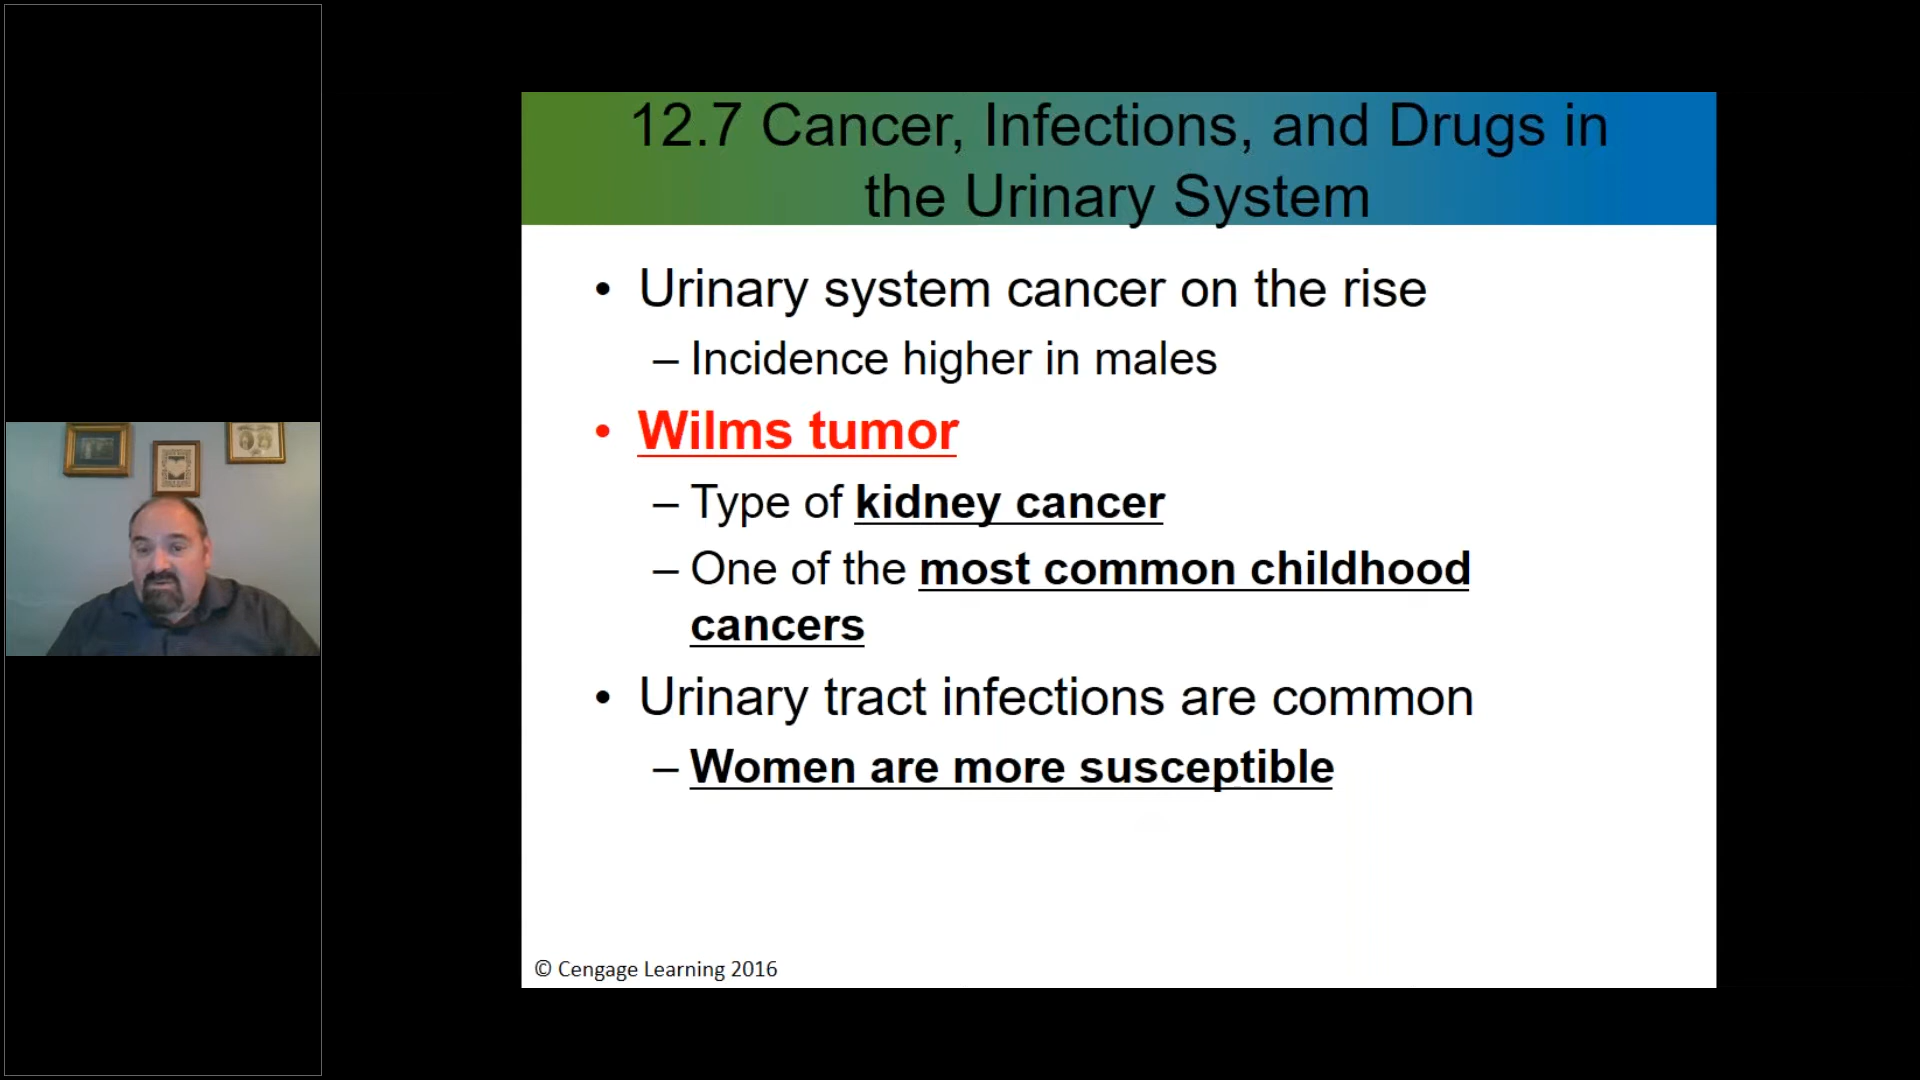 12.7 Cancer, Infections, and Drugs in
the Urinary System
• Urinary system cancer on the rise
– Incidence higher in males
• Wilms tumor
– Type of kidney cancer
– One of the most common childhood
cancers
• Urinary tract infections are common
– Women are more susceptible
© Cengage Learning 2016